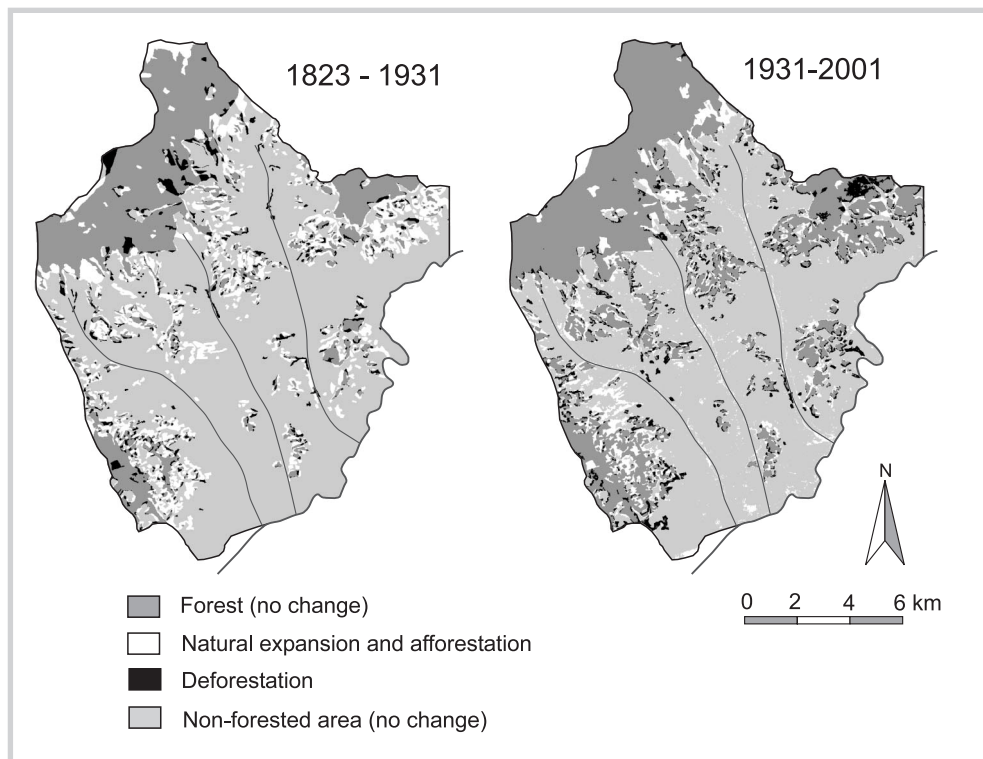 1823 - 1931
1931-2001
N
0 2 4 6 km
Forest (no change)
Natural expansion and afforestation
Deforestation
Non-forested area (no change)